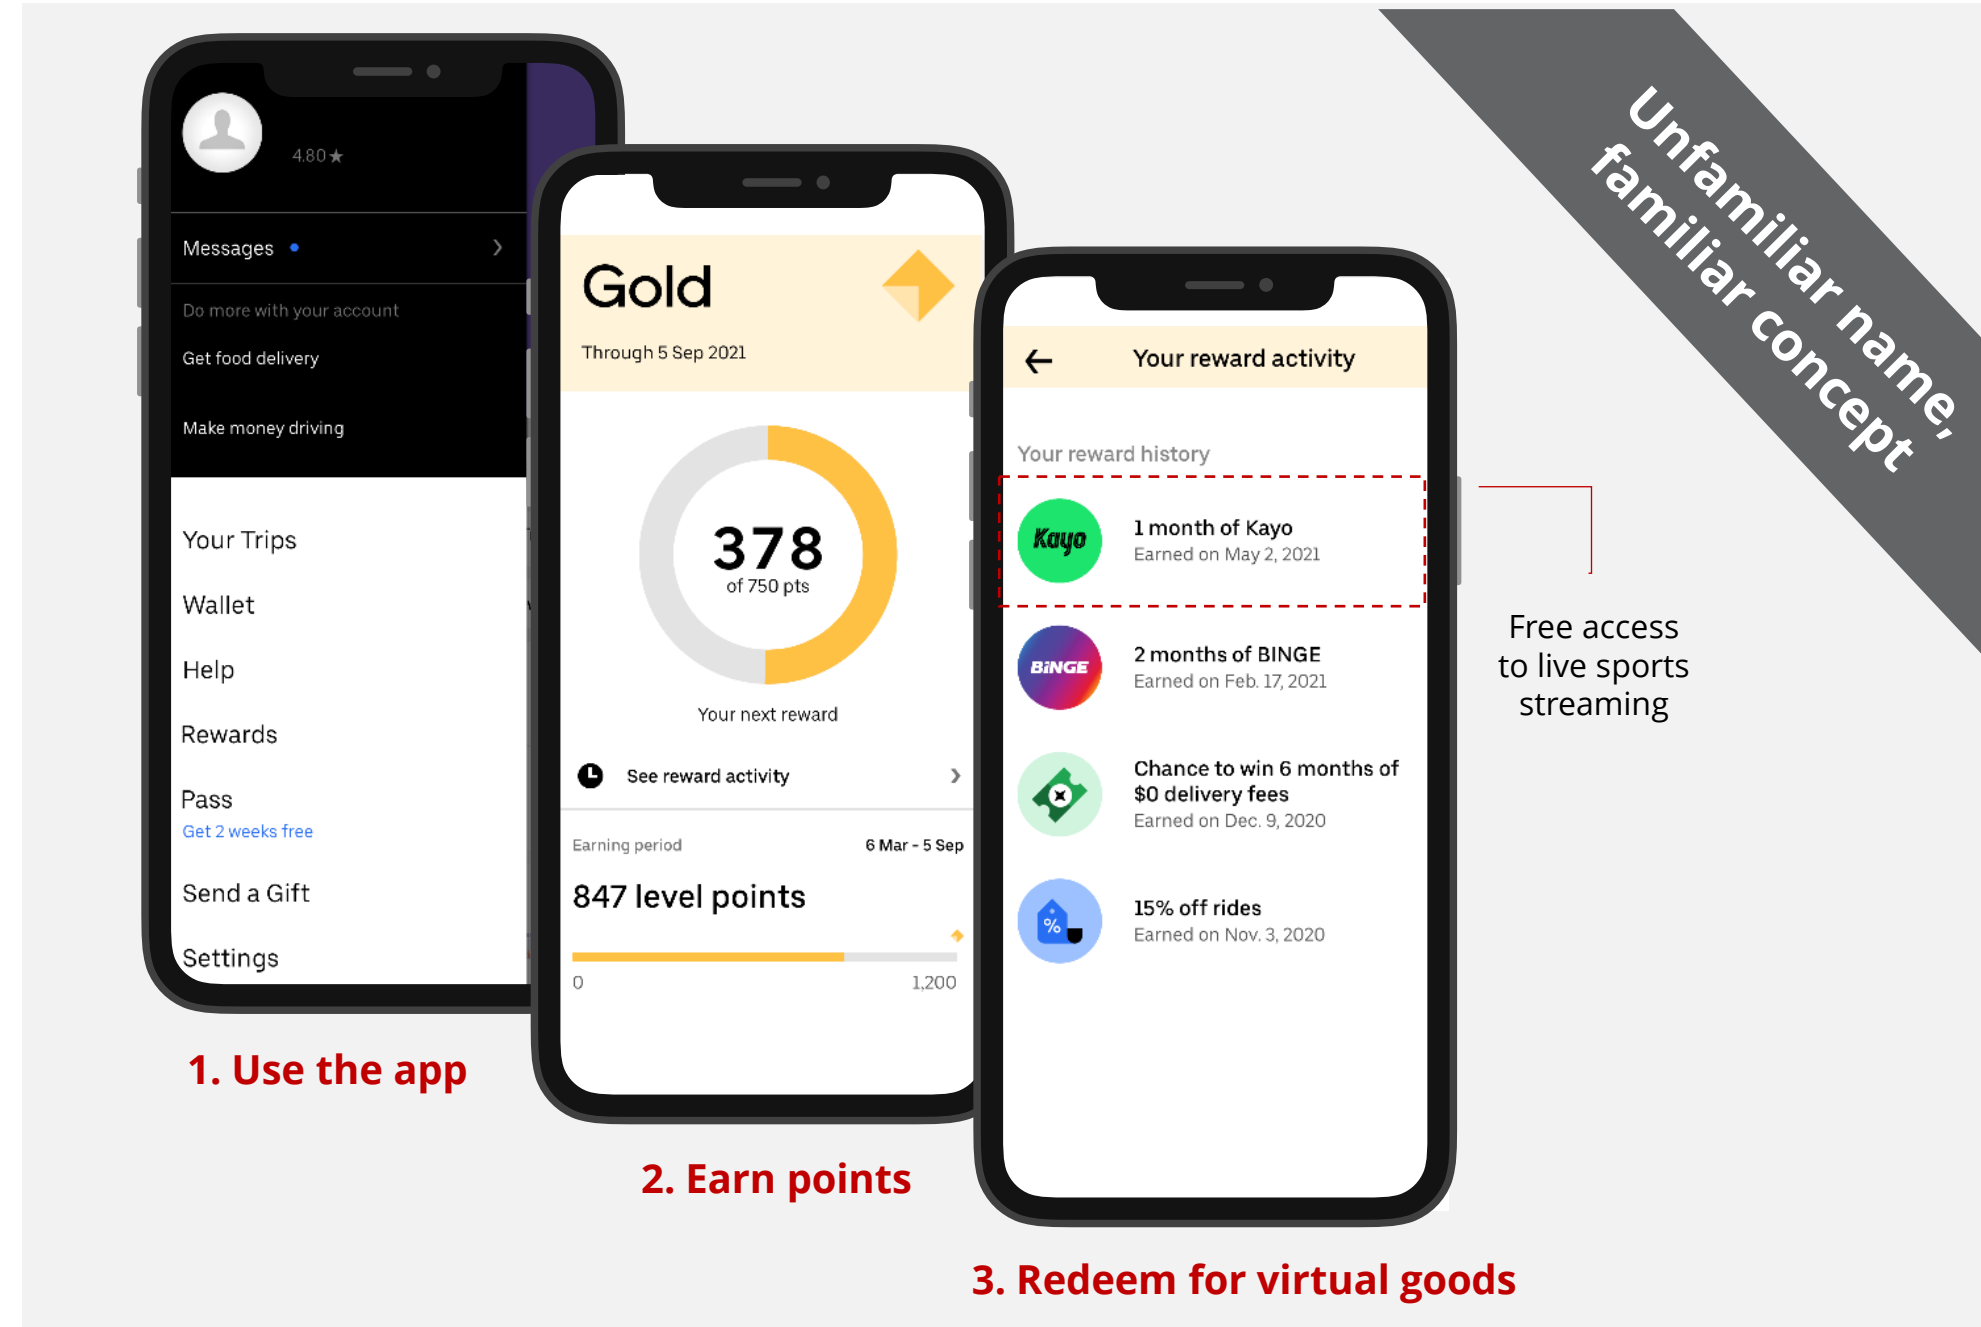 4.80★
Messages
Do more with your account
Get food delivery
Make money driving
Your Trips
Wallet
Help
Rewards
Pass
Get 2 weeks free
Send a Gift
Settings
1. Use the app
Gold
Through 5 Sep 2021
378
of 750 pts
Your next reward
See reward activity
Earning period
6 Mar - 5 Sep
847 level points
0
1,200
2. Earn points
Your reward activity
Your reward history
Kayo
1 month of Kayo
Earned on May 2, 2021
BiNGE
2 months of BINGE
Earned on Feb. 17, 2021
Chance to win 6 months of
$0 delivery fees
Earned on Dec. 9, 2020
%
15% off rides
Earned on Nov. 3, 2020
3. Redeem for virtual goods
Free access
to live sports
streaming
Unfamiliar name,
familiar concept